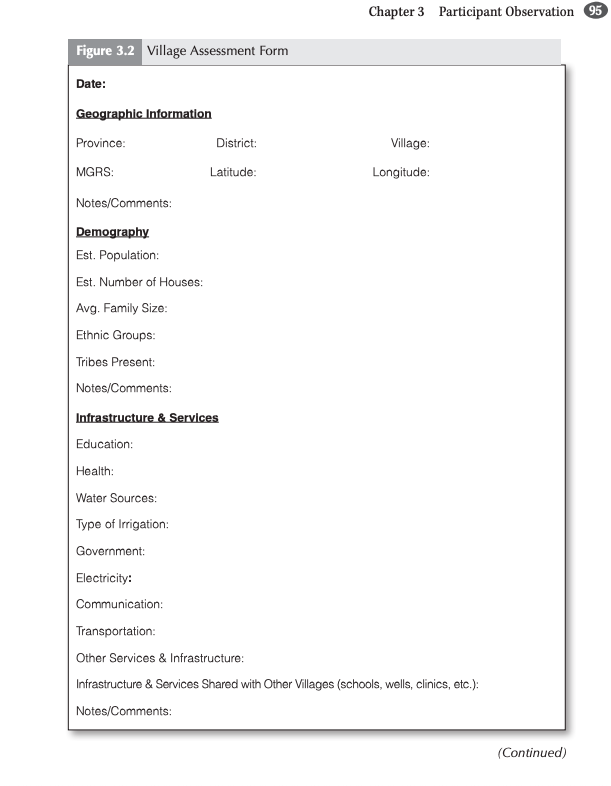 Chapter 3 Participant Observation 95
Figure 3.2 Village Assessment Form
Date:
Geographic Information
Province: District: Village:
MGRS: Latitude: Longitude:
Notes/Comments:
Demography
Est. Population:
Est. Number of Houses:
Avg. Family Size:
Ethnic Groups:
Tribes Present:
Notes/Comments:
Infrastructure & Services
Education:
Health:
Water Sources:
Type of Irrigation:
Government:
Electricity:
Communication:
Transportation:
Other Services & Infrastructure:
Infrastructure & Services Shared with Other Villages (schools, wells, clinics, etc.):
Notes/Comments:
(Continued)